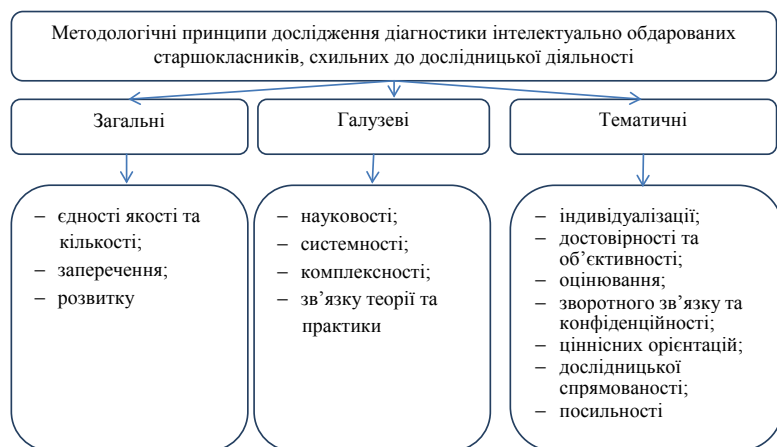 Методологічні принципи дослідження діагностики інтелектуально обдарованих
старшокласників, схильних до дослідницької діяльності
Загальні
Галузеві
Тематичні
– єдності якості та
кількості;
– заперечення;
– розвитку
– науковості;
– системності;
– комплексності;
– зв’язку теорії та
практики
– індивідуалізації;
– достовірності та
об’єктивності;
– оцінювання;
– зворотного зв’язку та
конфіденційності;
– ціннісних орієнтацій;
– дослідницької
спрямованості;
– посильності